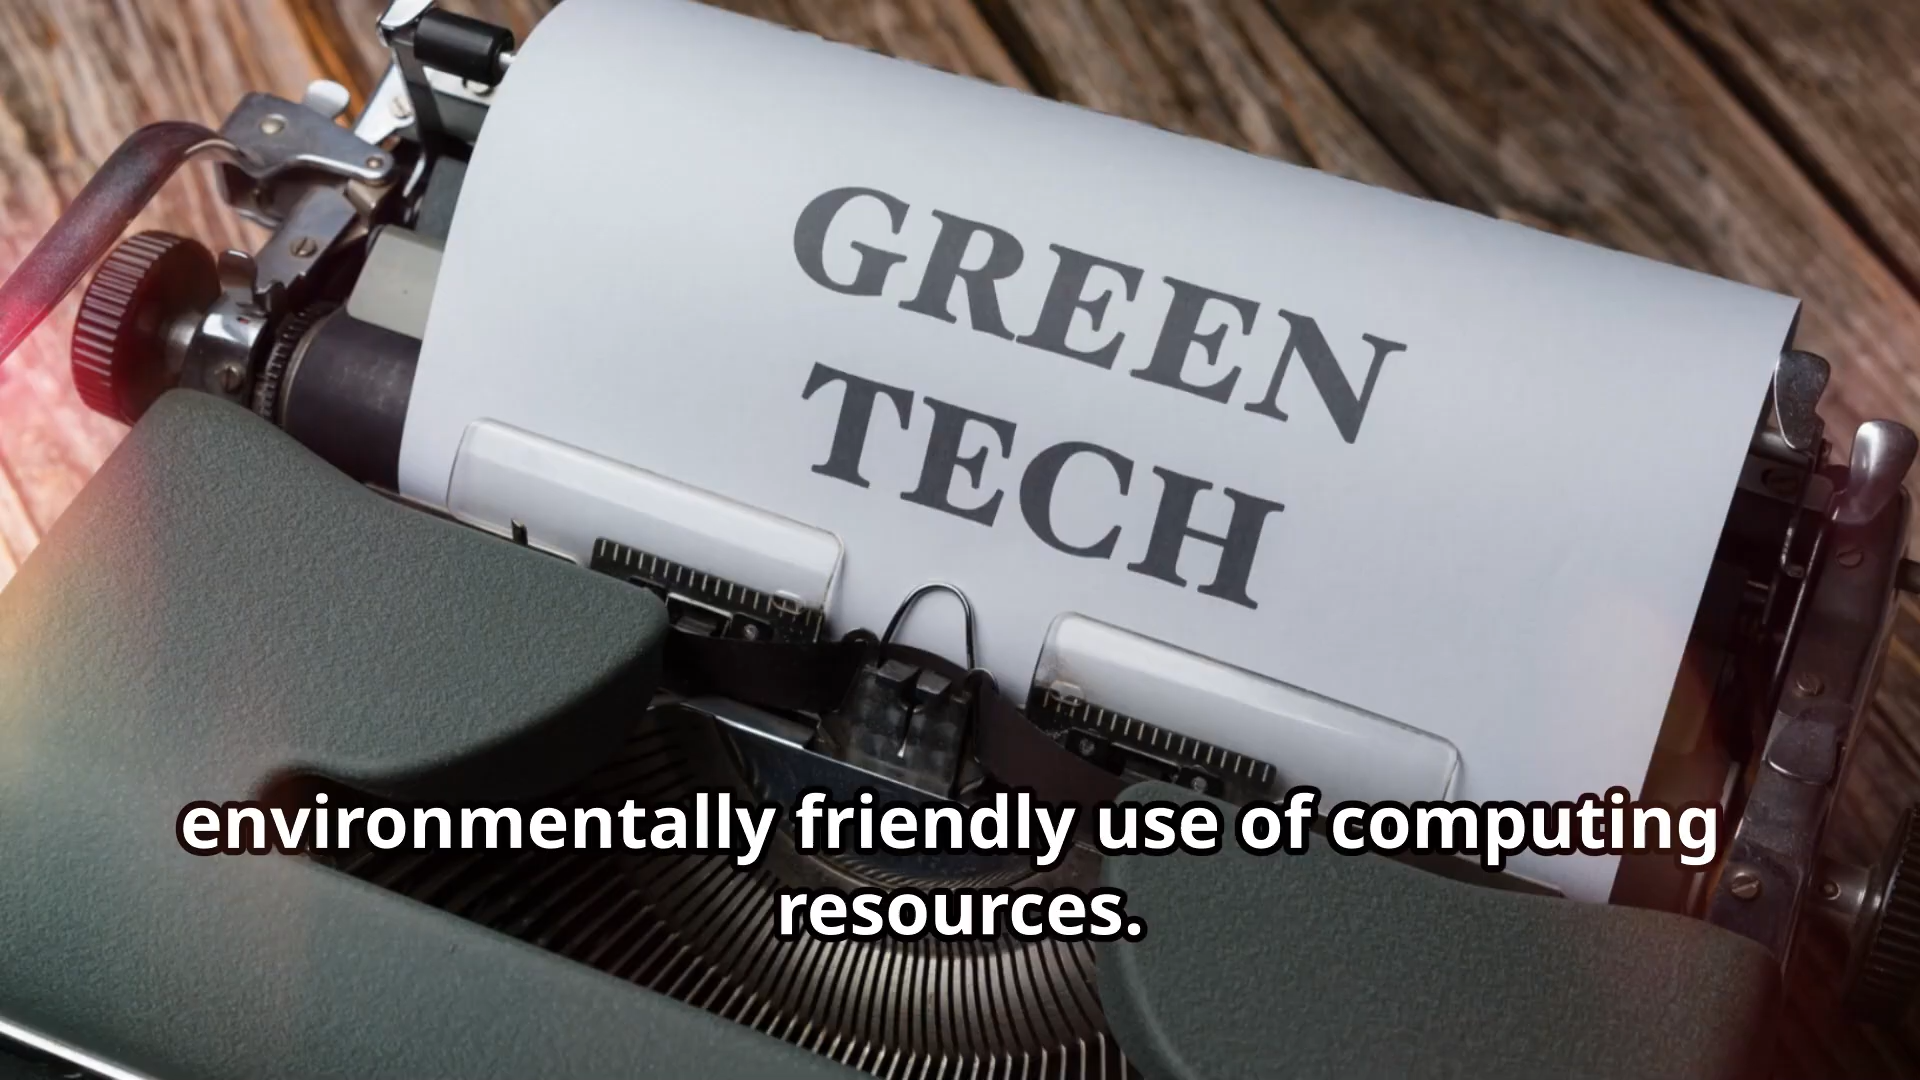 GREEN
TECH
environmentally friendly use of computing
resources.